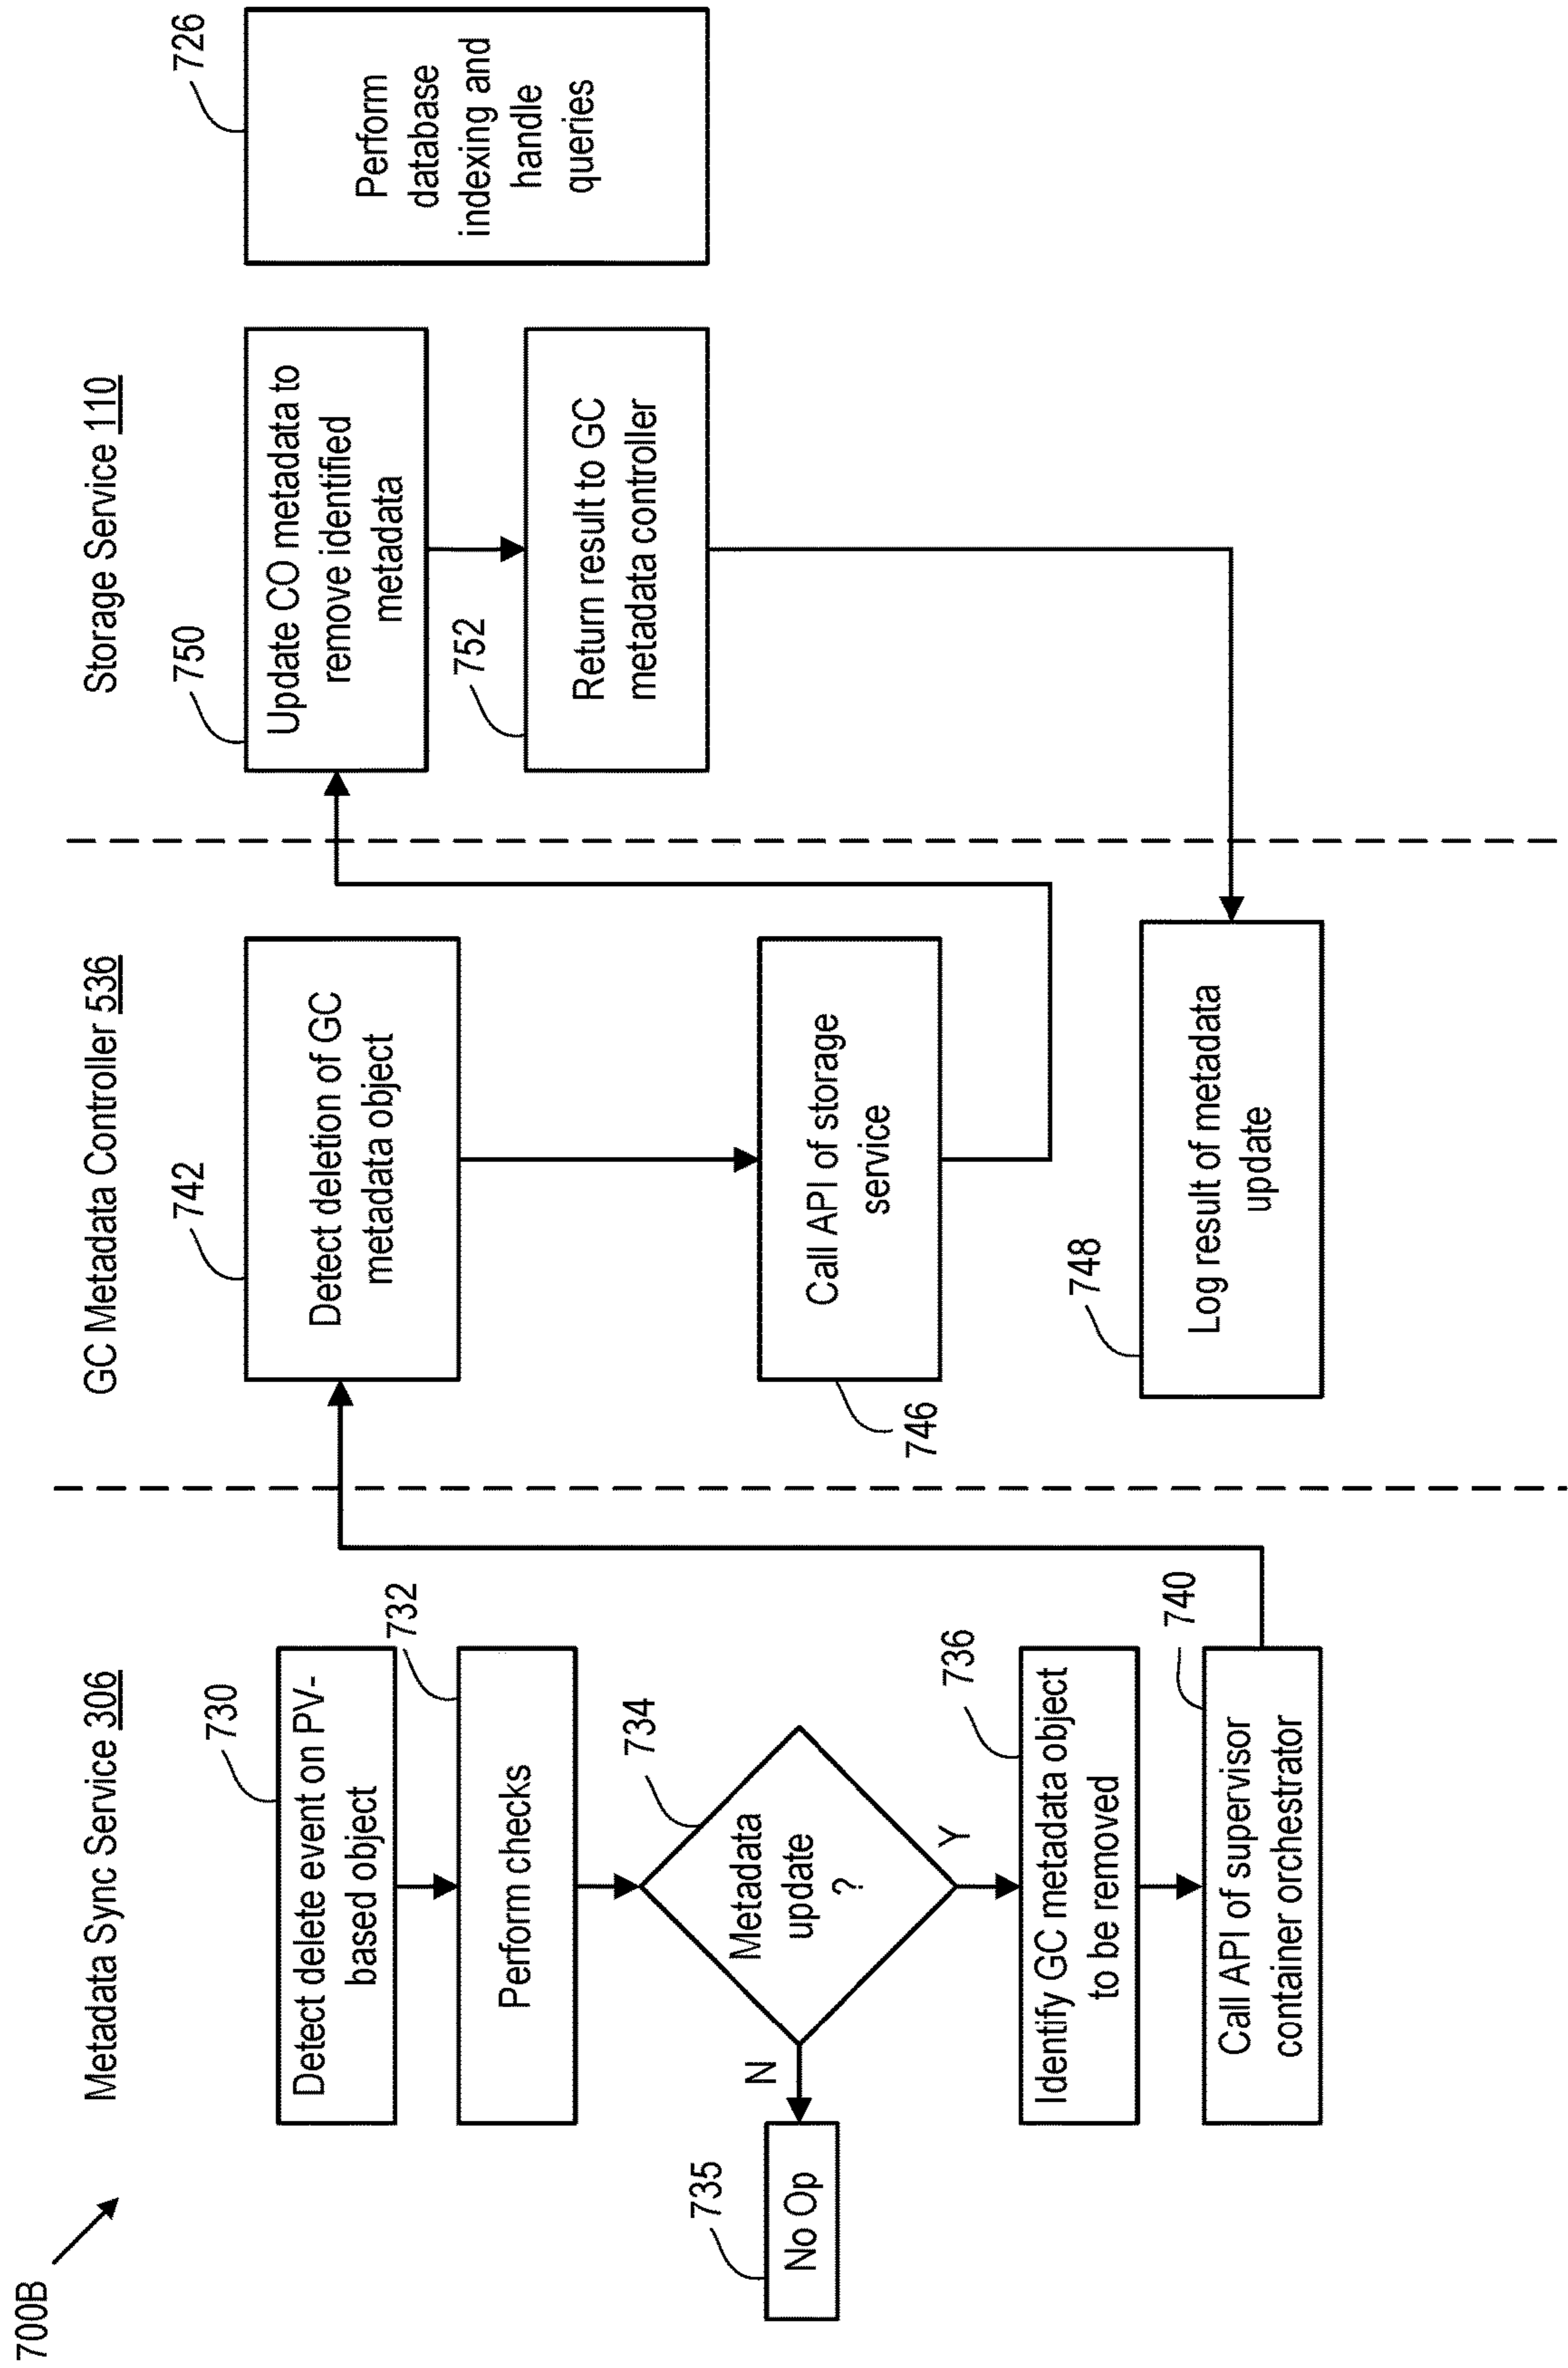 700B
Metadata Sync Service 306
730
Detect delete event on PV-
based object
732
Perform checks
734
Metadata
update
?
N
Y
735
No Op
736
Identify GC metadata object
to be removed
740
Call API of supervisor
container orchestrator
GC Metadata Controller 536
742
Detect deletion of GC
metadata object
746
Call API of storage
service
748
Log result of metadata
update
Storage Service 110
750
Update CO metadata to
remove identified
metadata
752
Return result to GC
metadata controller
726
Perform
database
indexing and
handle
queries